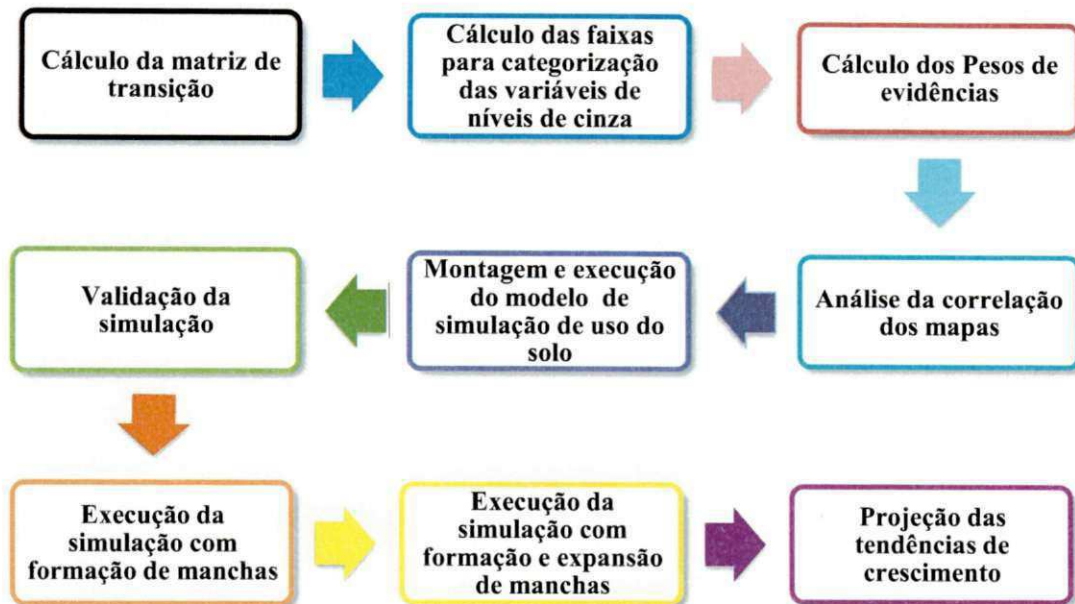 Cálculo da matriz de
transição
Cálculo das faixas
para categorização
das variáveis de
níveis de cinza
Cálculo dos Pesos de
evidências
Análise da correlação
dos mapas
Montagem e execução
do modelo de
simulação de uso do
solo
Validação da
simulação
Execução da
simulação com
formação de manchas
Execução da
simulação com
formação e expansão
de manchas
Projeção das
tendências de
crescimento